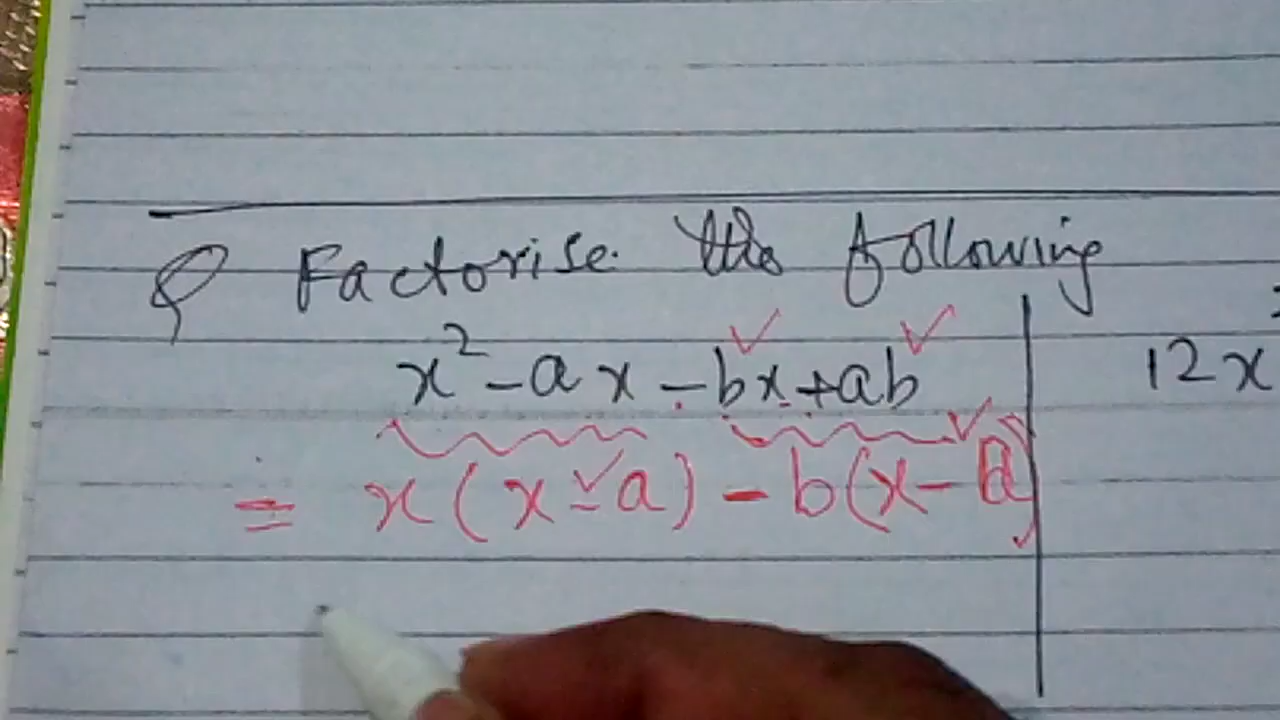 Q Factorise the following
x² - ax - bx + ab
12x
= x(x - a) - b(x - a)